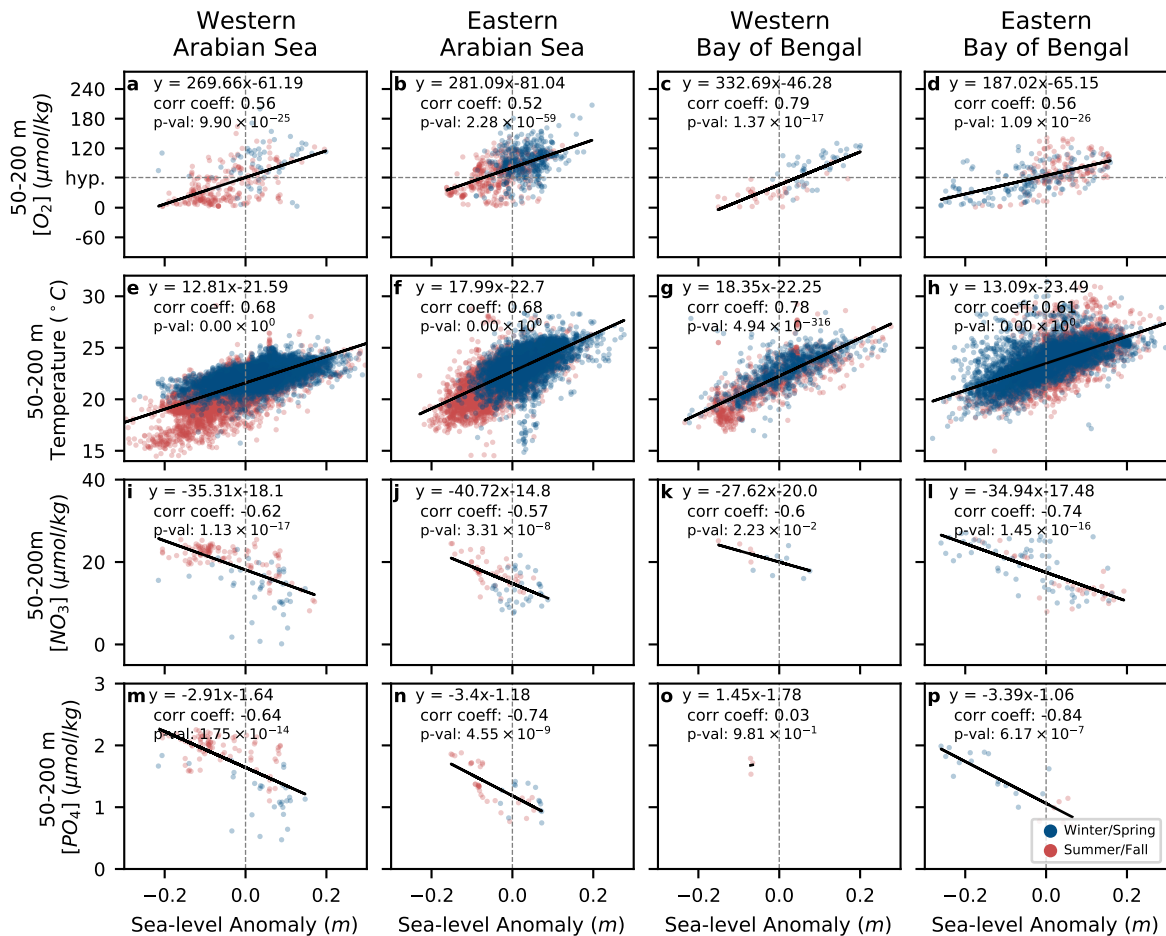 Western
Arabian Sea
Eastern
Arabian Sea
Western
Bay of Bengal
Eastern
Bay of Bengal
50-200 m
[O₂] (μmol/kg)
240
180
120
hyp.
0
-60
a y = 269.66x-61.19
corr coeff: 0.56
p-val: 9.90 × 10⁻²⁵
b y = 281.09x-81.04
corr coeff: 0.52
p-val: 2.28 × 10⁻⁵⁹
c y = 332.69x-46.28
corr coeff: 0.79
p-val: 1.37 × 10⁻¹⁷
d y = 187.02x-65.15
corr coeff: 0.56
p-val: 1.09 × 10⁻²⁶
50-200 m
Temperature (°C)
30
25
20
15
e y = 12.81x-21.59
corr coeff: 0.68
p-val: 0.00 × 10⁰
f y = 17.99x-22.7
corr coeff: 0.68
p-val: 0.00 × 10⁰
g y = 18.35x-22.25
corr coeff: 0.78
p-val: 4.94 × 10⁻³¹⁶
h y = 13.09x-23.49
corr coeff: 0.61
p-val: 0.00 × 10⁰
50-200m
[NO₃] (μmol/kg)
40
20
0
i y = -35.31x-18.1
corr coeff: -0.62
p-val: 1.13 × 10⁻¹⁷
j y = -40.72x-14.8
corr coeff: -0.57
p-val: 3.31 × 10⁻⁸
k y = -27.62x-20.0
corr coeff: -0.6
p-val: 2.23 × 10⁻²
l y = -34.94x-17.48
corr coeff: -0.74
p-val: 1.45 × 10⁻¹⁶
50-200 m
[PO₄] (μmol/kg)
3
2
1
0
m y = -2.91x-1.64
corr coeff: -0.64
p-val: 1.75 × 10⁻¹⁴
n y = -3.4x-1.18
corr coeff: -0.74
p-val: 4.55 × 10⁻⁹
o y = 1.45x-1.78
corr coeff: 0.03
p-val: 9.81 × 10⁻¹
p y = -3.39x-1.06
corr coeff: -0.84
p-val: 6.17 × 10⁻⁷
Winter/Spring
Summer/Fall
−0.2 0.0 0.2
−0.2 0.0 0.2
−0.2 0.0 0.2
−0.2 0.0 0.2
Sea-level Anomaly (m)
Sea-level Anomaly (m)
Sea-level Anomaly (m)
Sea-level Anomaly (m)